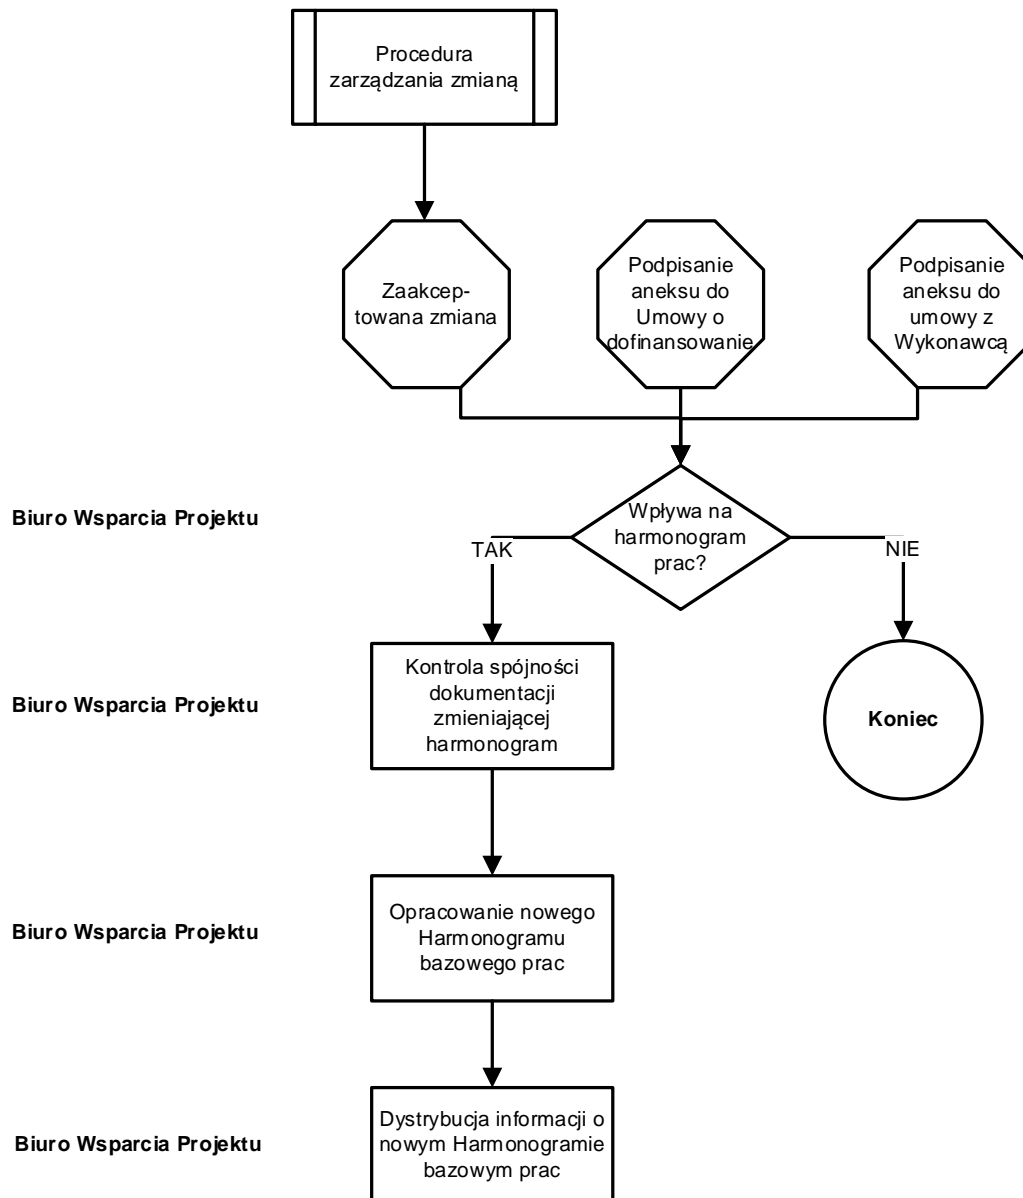 Procedura
zarządzania zmianą
Zaakcep-
towana zmiana
Podpisanie
aneksu do
Umowy o
dofinansowanie
Podpisanie
aneksu do
umowy z
Wykonawcą
Biuro Wsparcia Projektu
Wpływa na
harmonogram
prac?
TAK
NIE
Biuro Wsparcia Projektu
Kontrola spójności
dokumentacji
zmieniającej
harmonogram
Koniec
Biuro Wsparcia Projektu
Opracowanie nowego
Harmonogramu
bazowego prac
Biuro Wsparcia Projektu
Dystrybucja informacji o
nowym Harmonogramie
bazowym prac